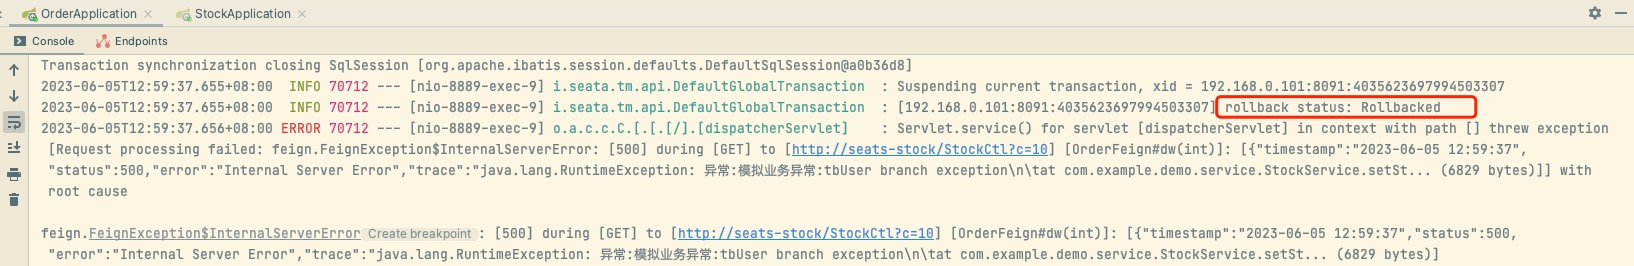 OrderApplication × StockApplication ×
Console Endpoints
Transaction synchronization closing SqlSession [org.apache.ibatis.session.defaults.DefaultSqlSession@a0b36d8]
2023-06-05T12:59:37.655+08:00  INFO 70712 --- [nio-8889-exec-9] i.seata.tm.api.DefaultGlobalTransaction  : Suspending current transaction, xid = 192.168.0.101:8091:4035623697994503307
2023-06-05T12:59:37.655+08:00  INFO 70712 --- [nio-8889-exec-9] i.seata.tm.api.DefaultGlobalTransaction  : [192.168.0.101:8091:4035623697994503307] rollback status: Rollbacked
2023-06-05T12:59:37.656+08:00 ERROR 70712 --- [nio-8889-exec-9] o.a.c.c.C.[.[.[/].[dispatcherServlet]    : Servlet.service() for servlet [dispatcherServlet] in context with path [] threw exception
[Request processing failed: feign.FeignException$InternalServerError: [500] during [GET] to [http://seats-stock/StockCtl?c=10] [OrderFeign#dw(int)]: [{"timestamp":"2023-06-05 12:59:37",
"status":500,"error":"Internal Server Error","trace":"java.lang.RuntimeException: 异常:模拟业务异常:tbUser branch exception\n\tat com.example.demo.service.StockService.setSt... (6829 bytes)]] with
root cause
feign.FeignException$InternalServerError Create breakpoint : [500] during [GET] to [http://seats-stock/StockCtl?c=10] [OrderFeign#dw(int)]: [{"timestamp":"2023-06-05 12:59:37","status":500,
"error":"Internal Server Error","trace":"java.lang.RuntimeException: 异常:模拟业务异常:tbUser branch exception\n\tat com.example.demo.service.StockService.setSt... (6829 bytes)]